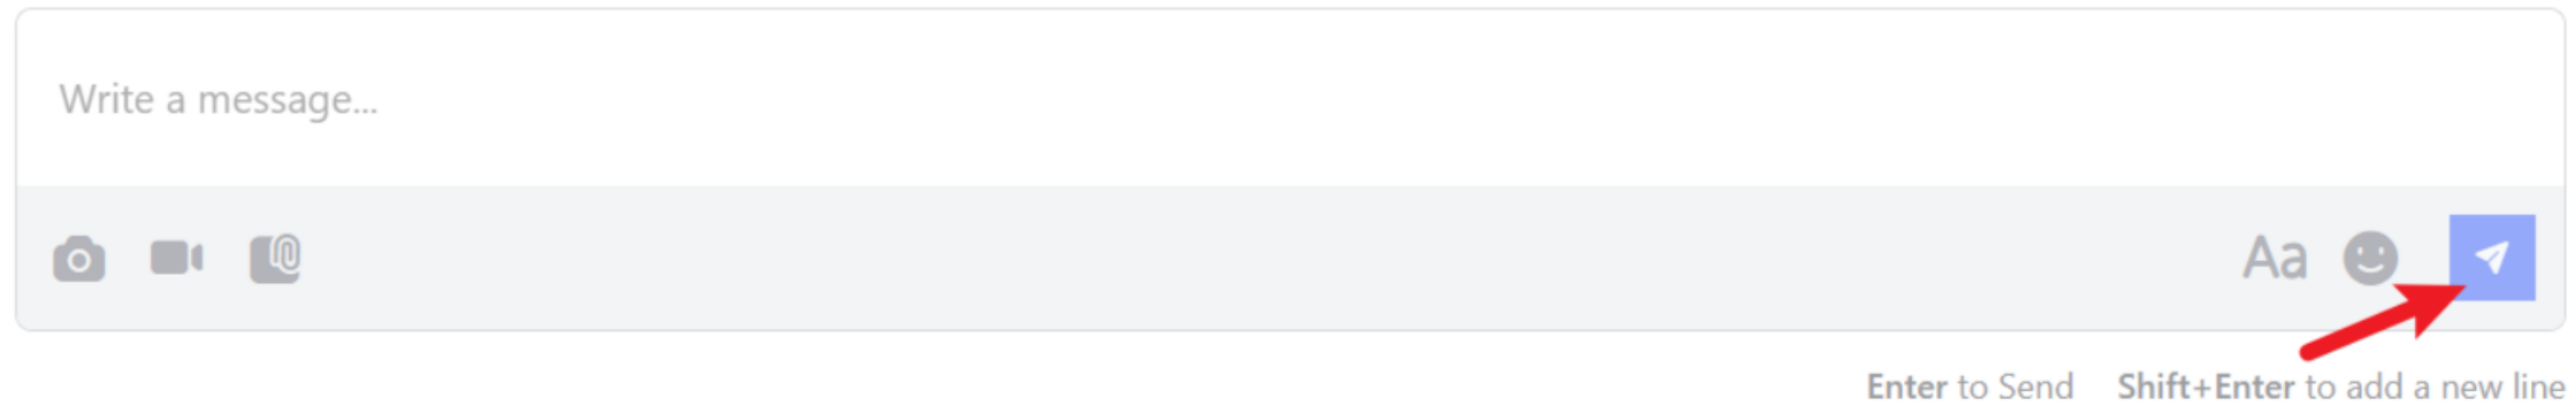 Write a message...
Aa
Enter to Send Shift+Enter to add a new line